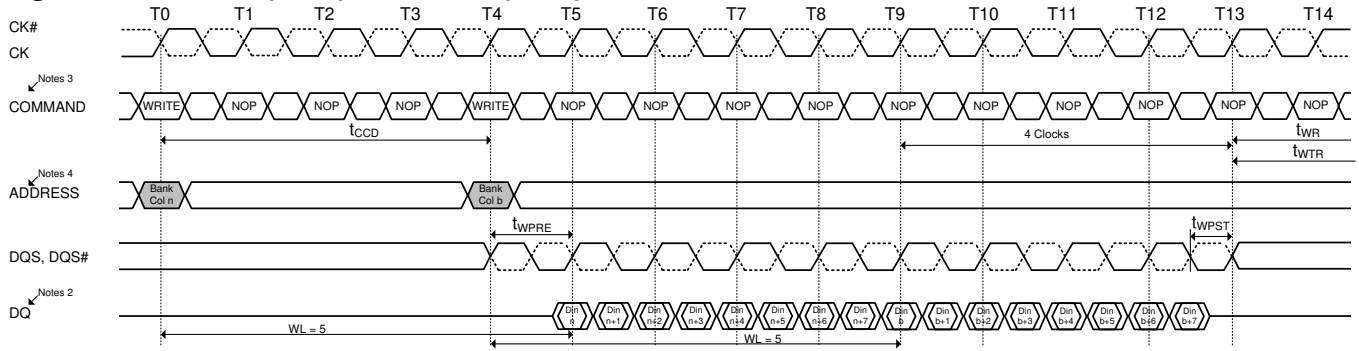 T0 T1 T2 T3 T4 T5 T6 T7 T8 T9 T10 T11 T12 T13 T14
CK#
CK
Notes 3
COMMAND
WRITE NOP NOP NOP WRITE NOP NOP NOP NOP NOP NOP NOP NOP NOP NOP
tCCD
4 Clocks
tWR
tWTR
Notes 4
ADDRESS
Bank Col n
Bank Col b
tWPRE
tWPST
DQS, DQS#
Notes 2
DQ
Din n Din n+1 Din n+2 Din n+3 Din n+4 Din n+5 Din n+6 Din n+7 Din b Din b+1 Din b+2 Din b+3 Din b+4 Din b+5 Din b+6 Din b+7
WL = 5
WL = 5